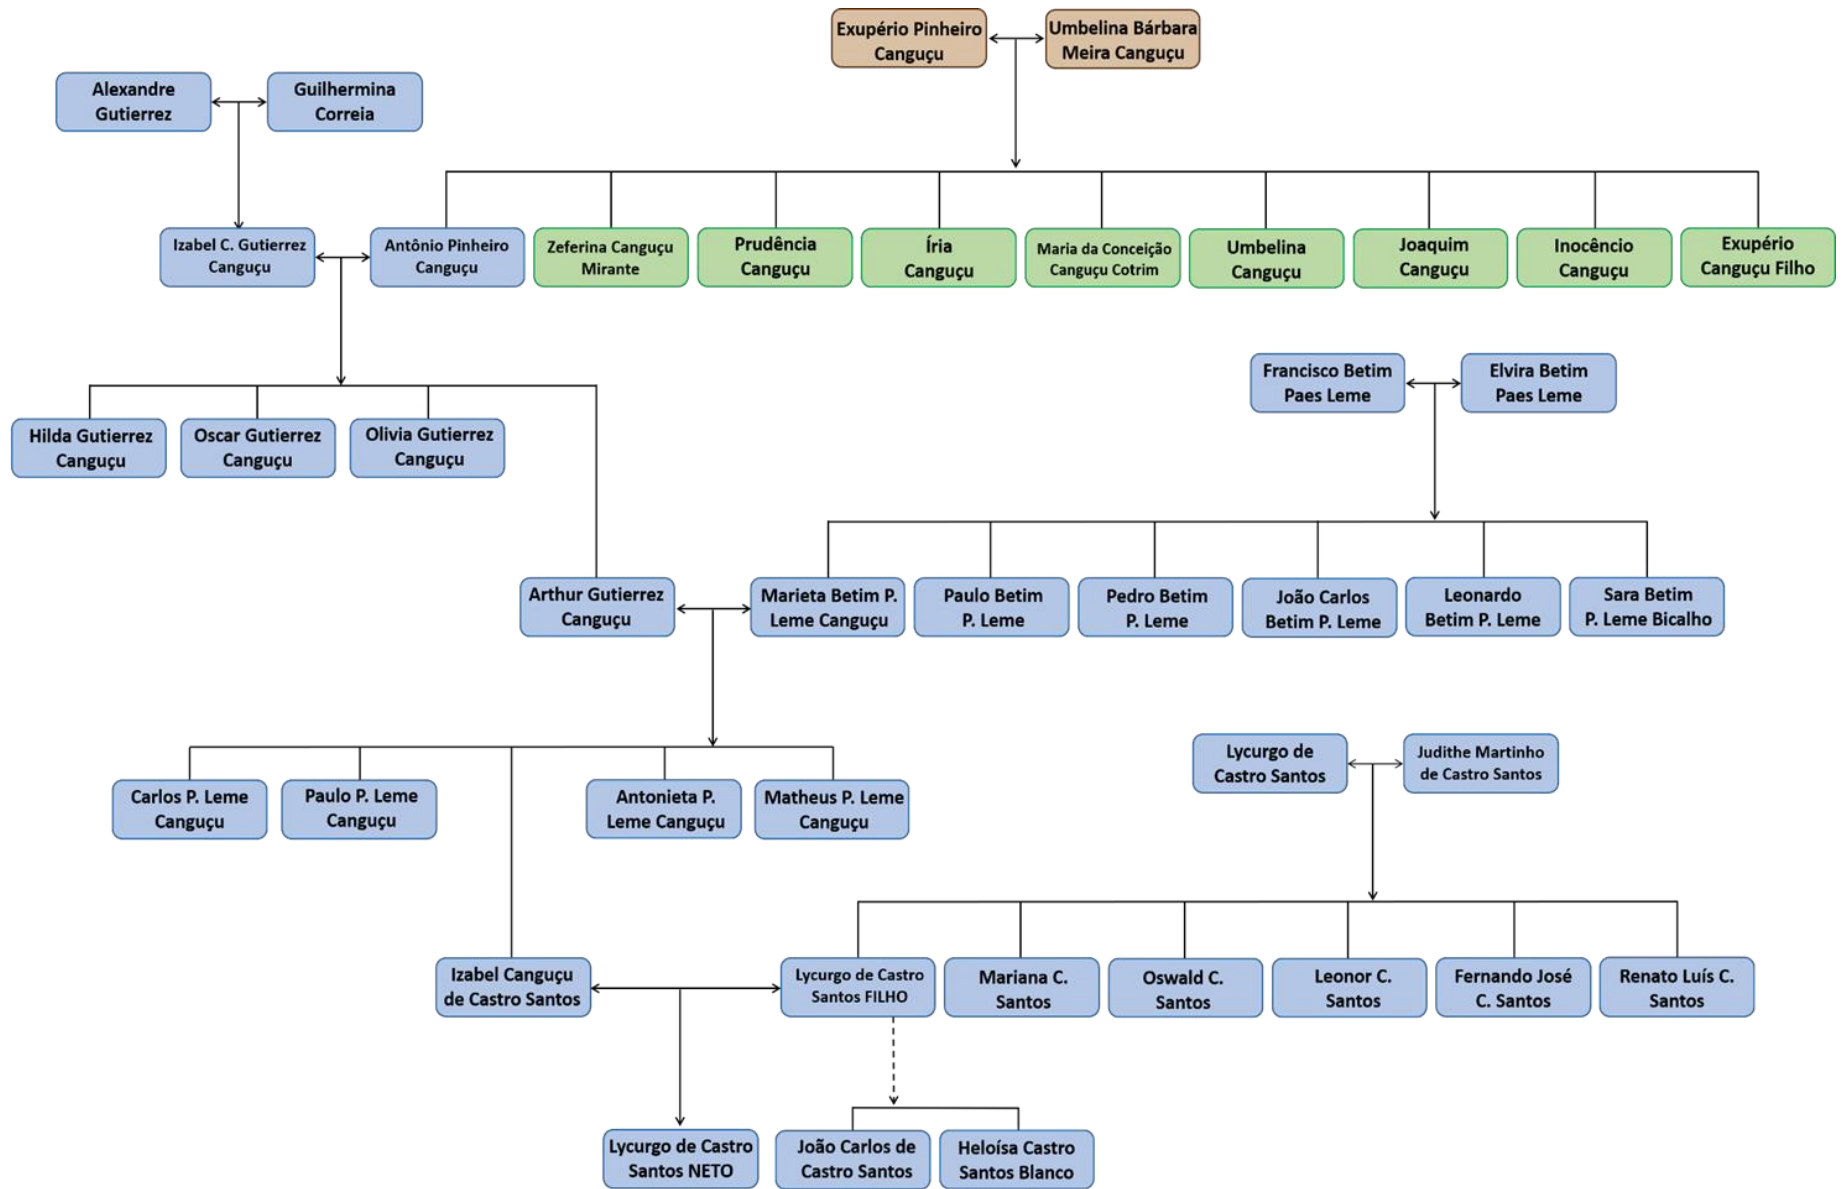 Exupério Pinheiro
Canguçu
Umbelina Bárbara
Meira Canguçu
Alexandre
Gutierrez
Guilhermina
Correia
Izabel C. Gutierrez
Canguçu
Antônio Pinheiro
Canguçu
Zeferina Canguçu
Mirante
Prudência
Canguçu
Íria
Canguçu
Maria da Conceição
Canguçu Cotrim
Umbelina
Canguçu
Joaquim
Canguçu
Inocêncio
Canguçu
Exupério
Canguçu Filho
Francisco Betim
Paes Leme
Elvira Betim
Paes Leme
Hilda Gutierrez
Canguçu
Oscar Gutierrez
Canguçu
Olivia Gutierrez
Canguçu
Arthur Gutierrez
Canguçu
Marieta Betim P.
Leme Canguçu
Paulo Betim
P. Leme
Pedro Betim
P. Leme
João Carlos
Betim P. Leme
Leonardo
Betim P. Leme
Sara Betim
P. Leme Bicalho
Lycurgo de
Castro Santos
Judithe Martinho
de Castro Santos
Carlos P. Leme
Canguçu
Paulo P. Leme
Canguçu
Antonieta P.
Leme Canguçu
Matheus P. Leme
Canguçu
Izabel Canguçu
de Castro Santos
Lycurgo de Castro
Santos FILHO
Mariana C.
Santos
Oswald C.
Santos
Leonor C.
Santos
Fernando José
C. Santos
Renato Luís C.
Santos
Lycurgo de Castro
Santos NETO
João Carlos de
Castro Santos
Heloísa Castro
Santos Blanco